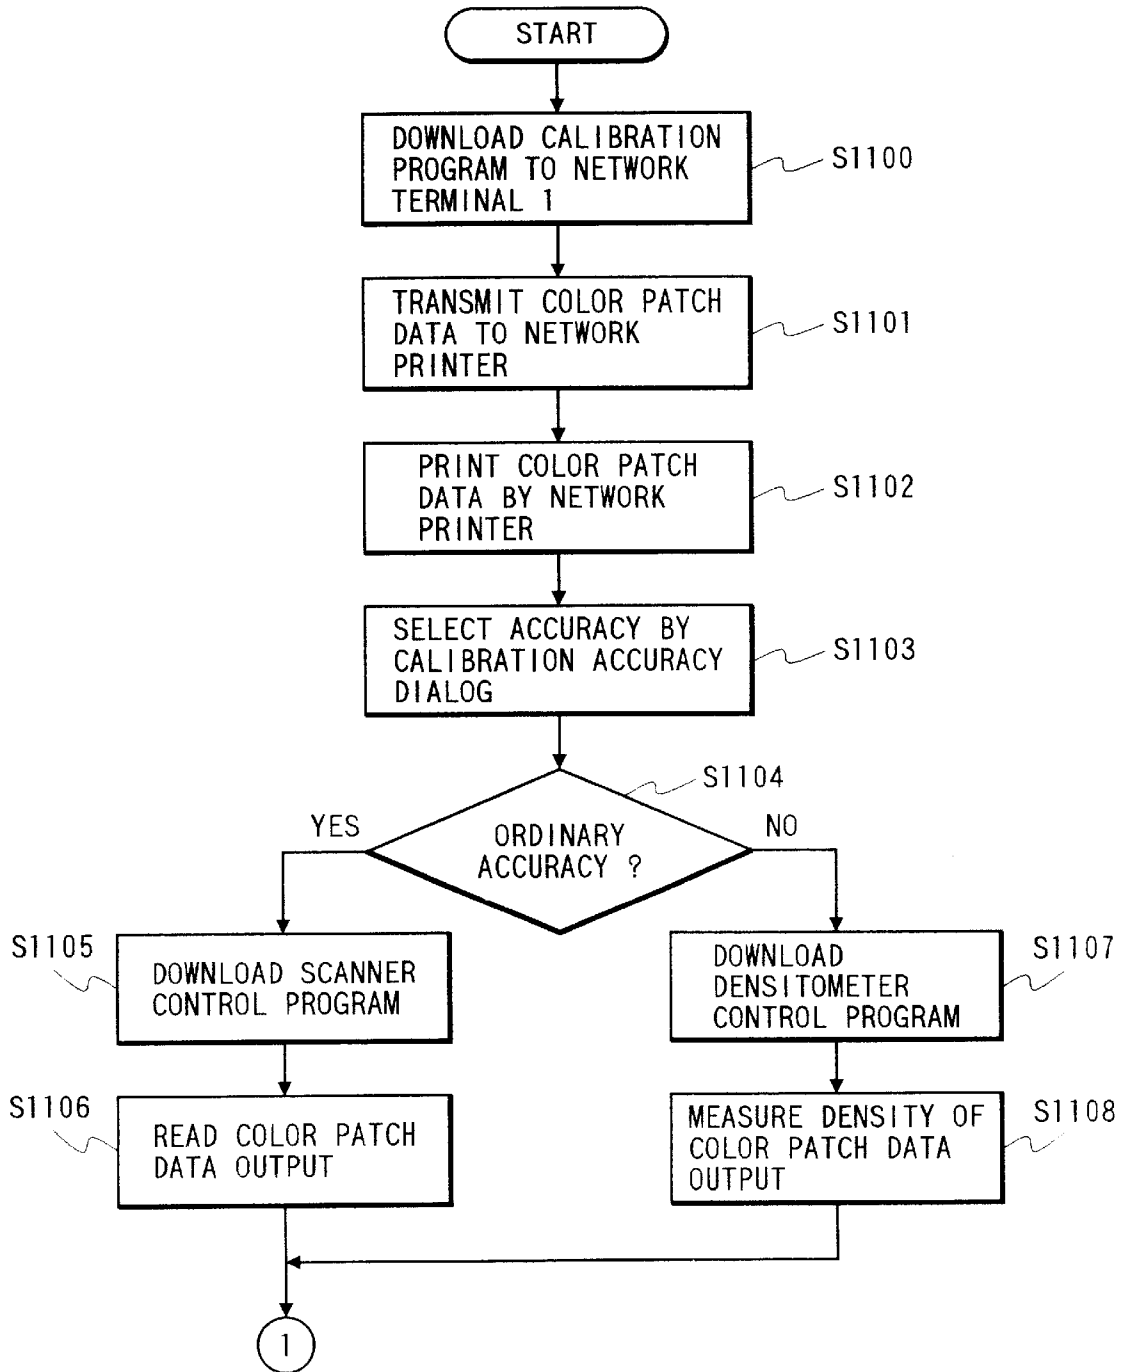 START
DOWNLOAD CALIBRATION
PROGRAM TO NETWORK
TERMINAL 1
S1100
TRANSMIT COLOR PATCH
DATA TO NETWORK
PRINTER
S1101
PRINT COLOR PATCH
DATA BY NETWORK
PRINTER
S1102
SELECT ACCURACY BY
CALIBRATION ACCURACY
DIALOG
S1103
S1104
YES
ORDINARY
ACCURACY ?
NO
S1105
DOWNLOAD SCANNER
CONTROL PROGRAM
S1107
DOWNLOAD
DENSITOMETER
CONTROL PROGRAM
S1106
READ COLOR PATCH
DATA OUTPUT
S1108
MEASURE DENSITY OF
COLOR PATCH DATA
OUTPUT
1